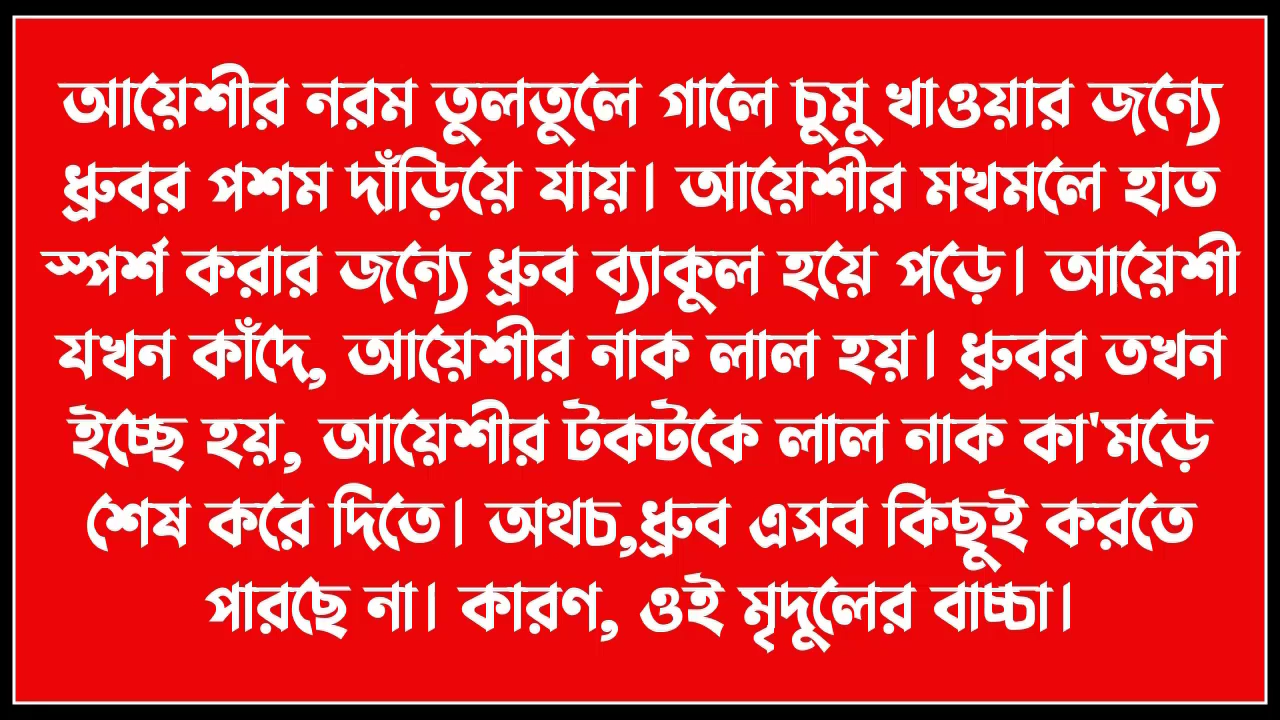 আয়েশীর নরম তুলতুলে গালে চুমু খাওয়ার জন্যে
ধ্রুবর পশম দাঁড়িয়ে যায়। আয়েশীর মখমলে হাত
স্পর্শ করার জন্যে ধ্রুব ব্যাকুল হয়ে পড়ে। আয়েশী
যখন কাঁদে, আয়েশীর নাক লাল হয়। ধ্রুবর তখন
ইচ্ছে হয়, আয়েশীর টকটকে লাল নাক কা'মড়ে
শেষ করে দিতে। অথচ,ধ্রুব এসব কিছুই করতে
পারছে না। কারণ, ওই মৃদুলের বাচ্চা।